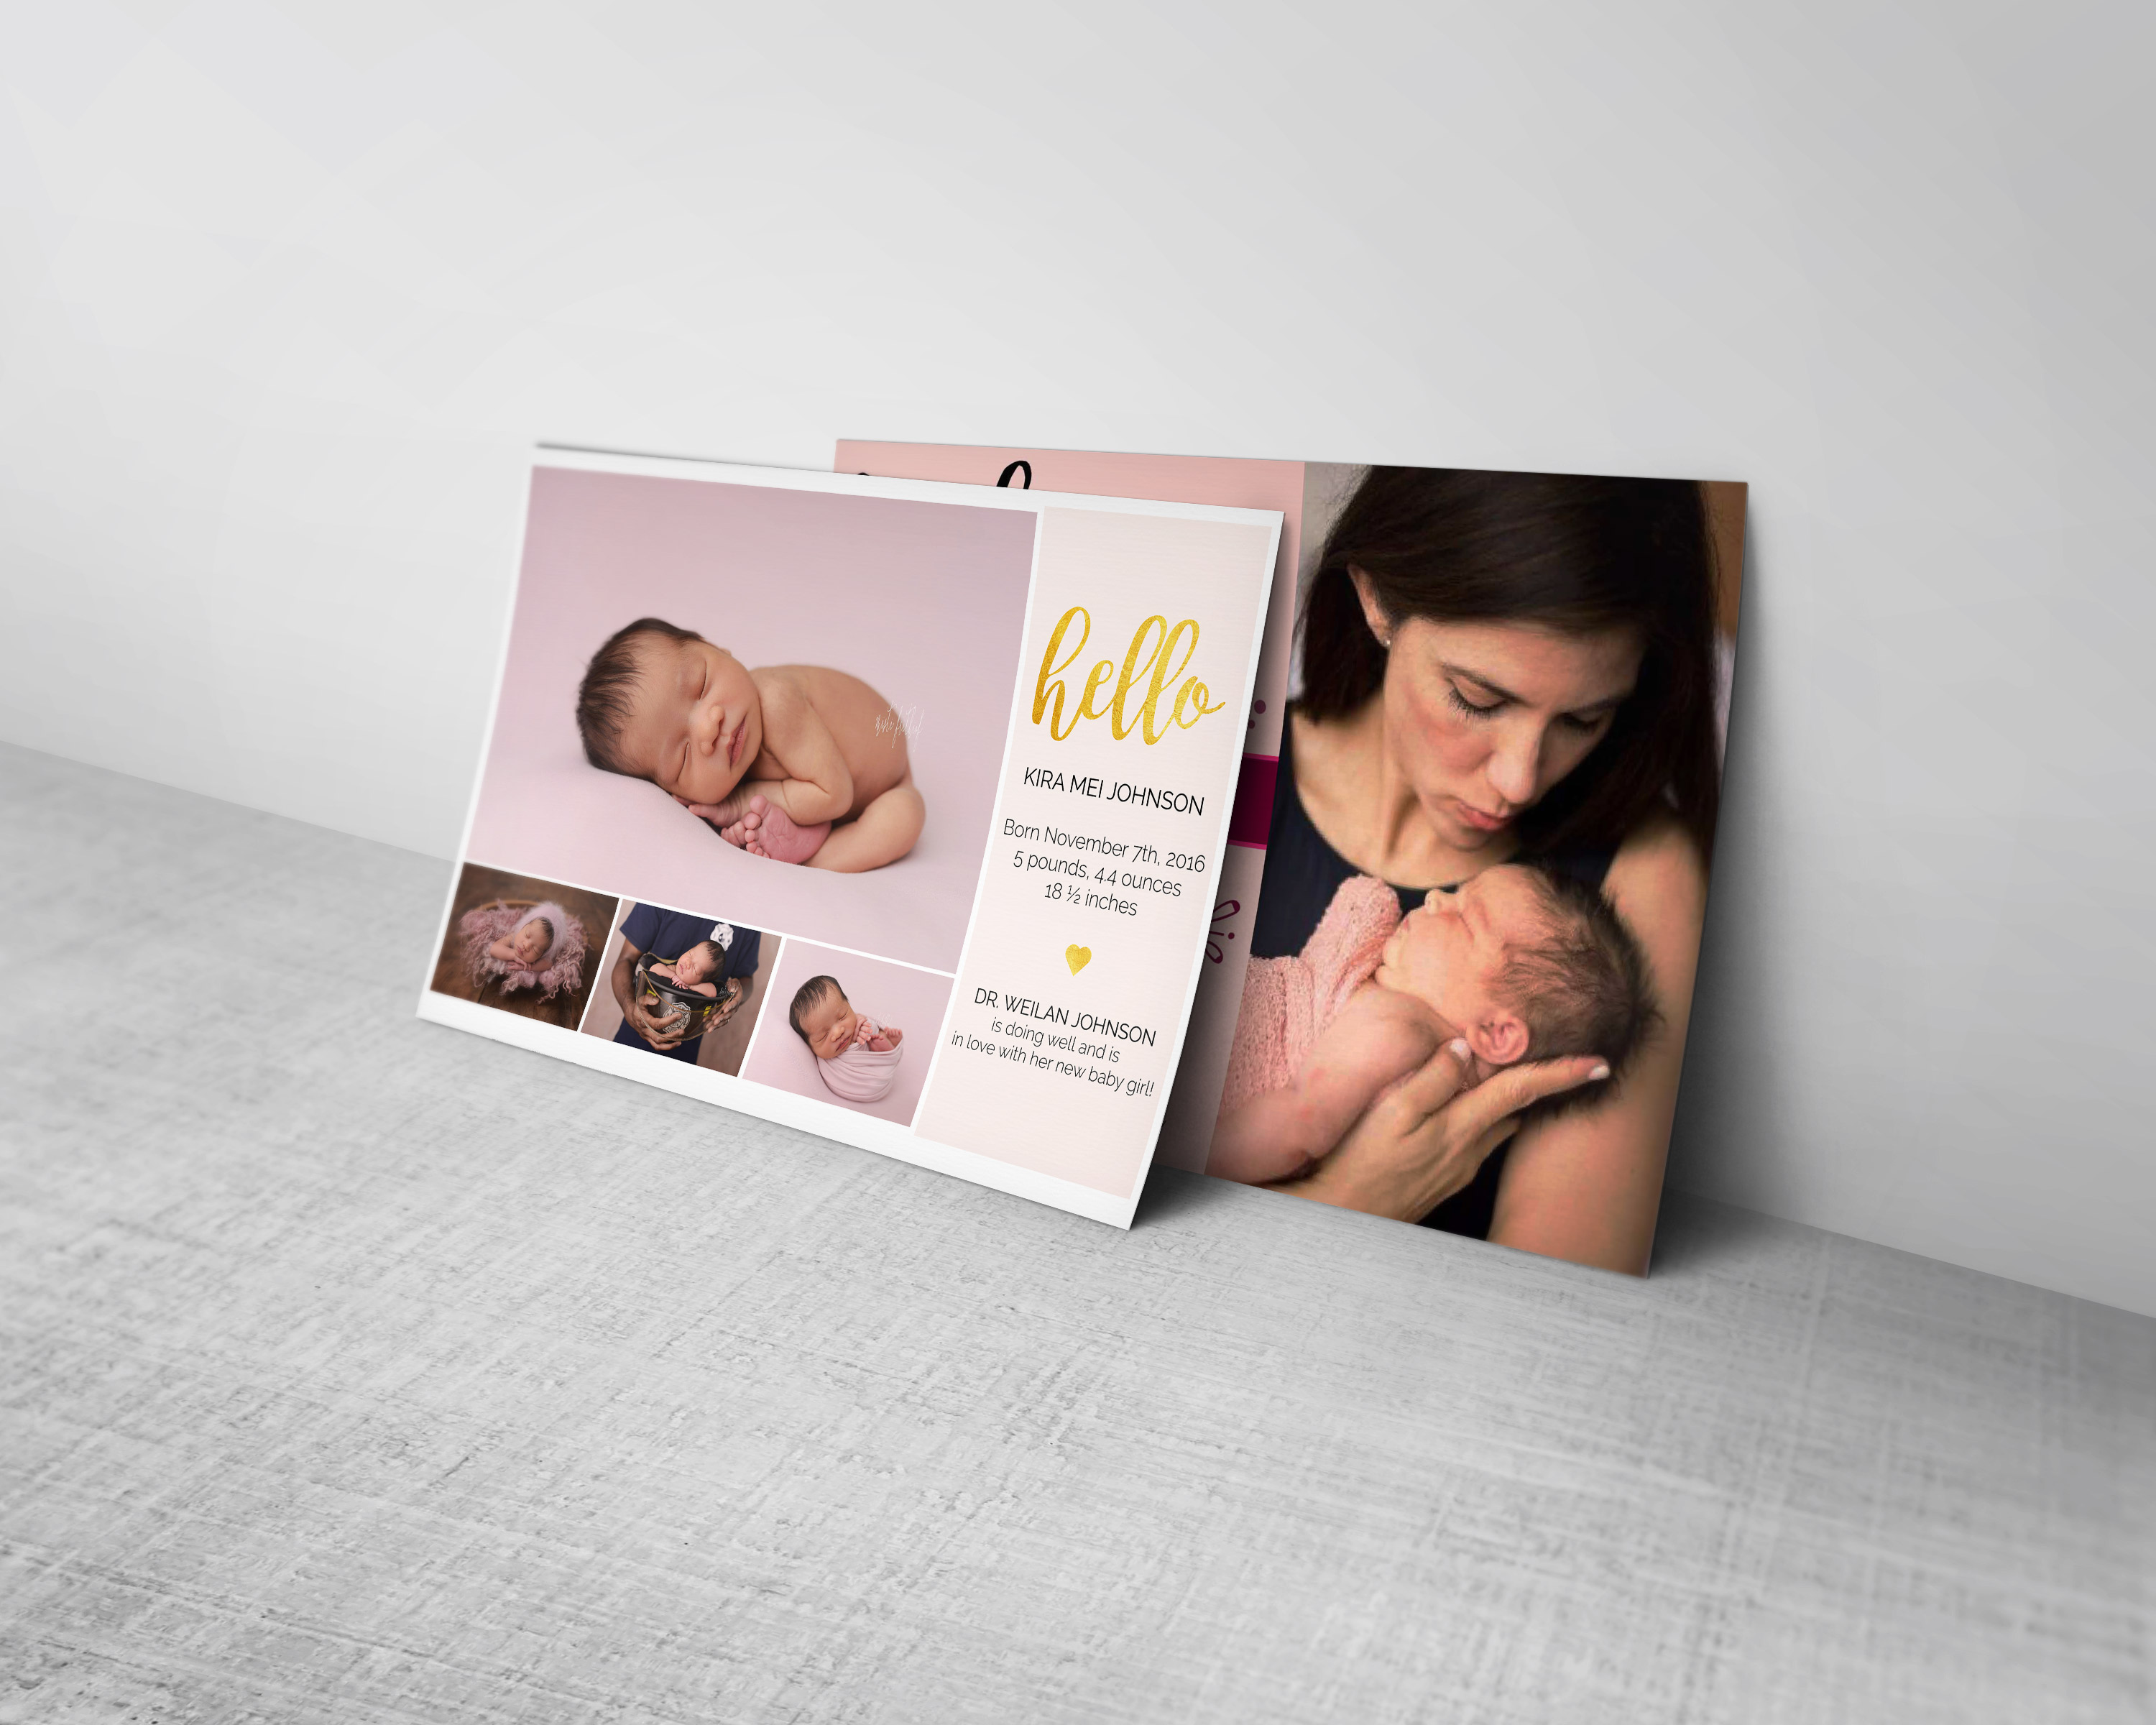 hello
KIRA MEI JOHNSON
Born November 7th, 2016
5 pounds, 4.4 ounces
18 ½ inches
DR. WEILAN JOHNSON
is doing well and is
in love with her new baby girl!